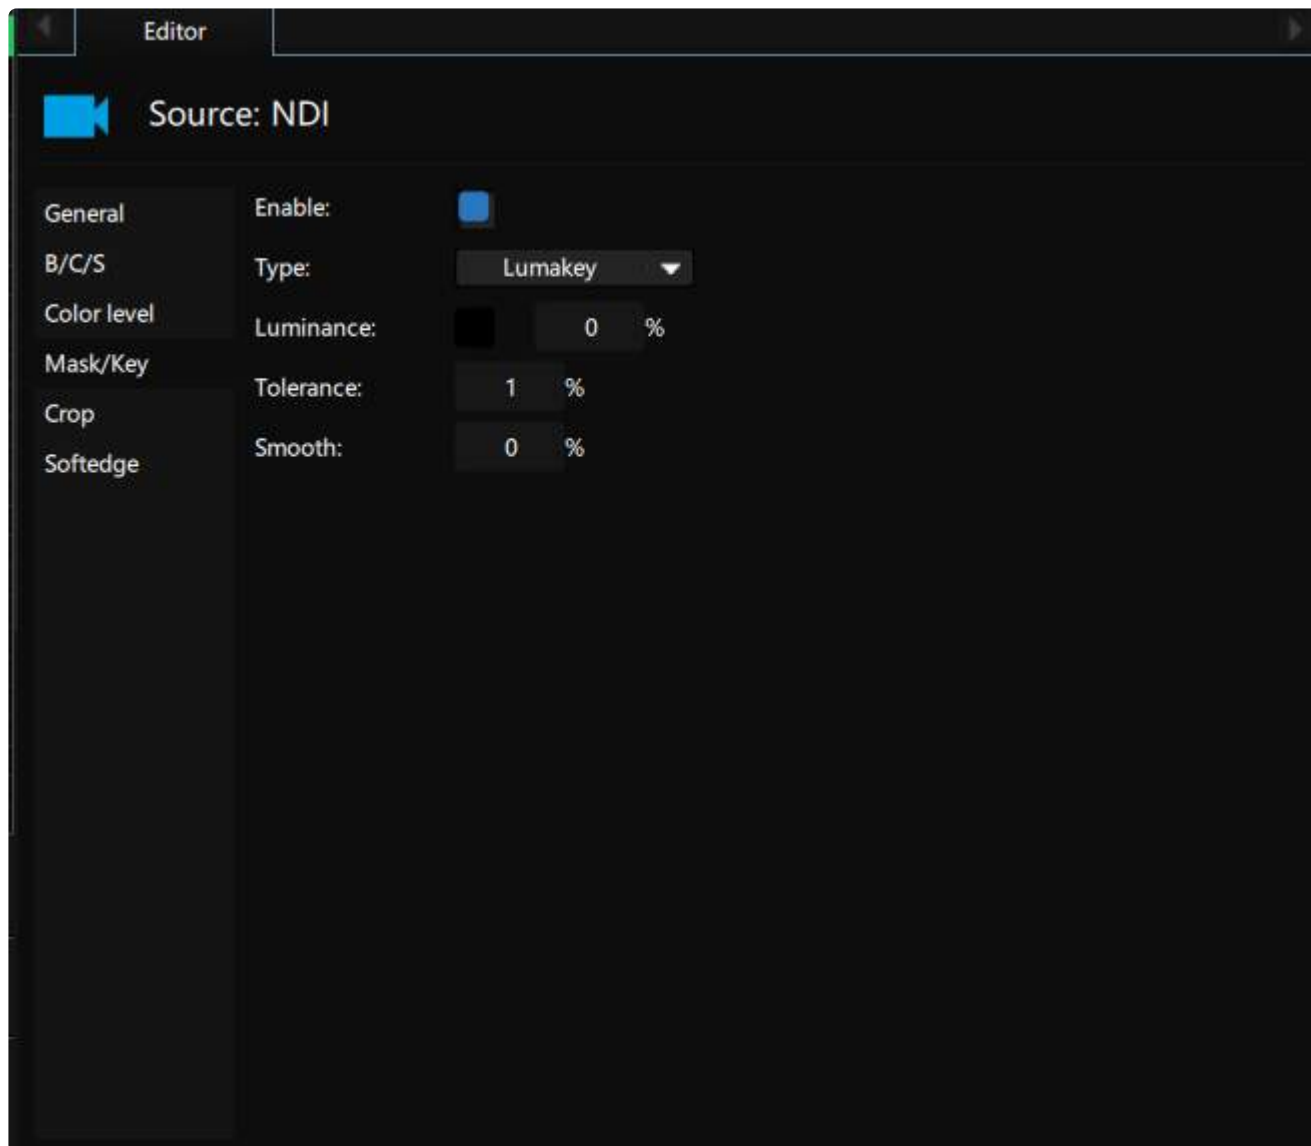 Editor
Source: NDI
General
B/C/S
Color level
Mask/Key
Crop
Softedge
Enable:
Type: Lumakey
Luminance: 0 %
Tolerance: 1 %
Smooth: 0 %